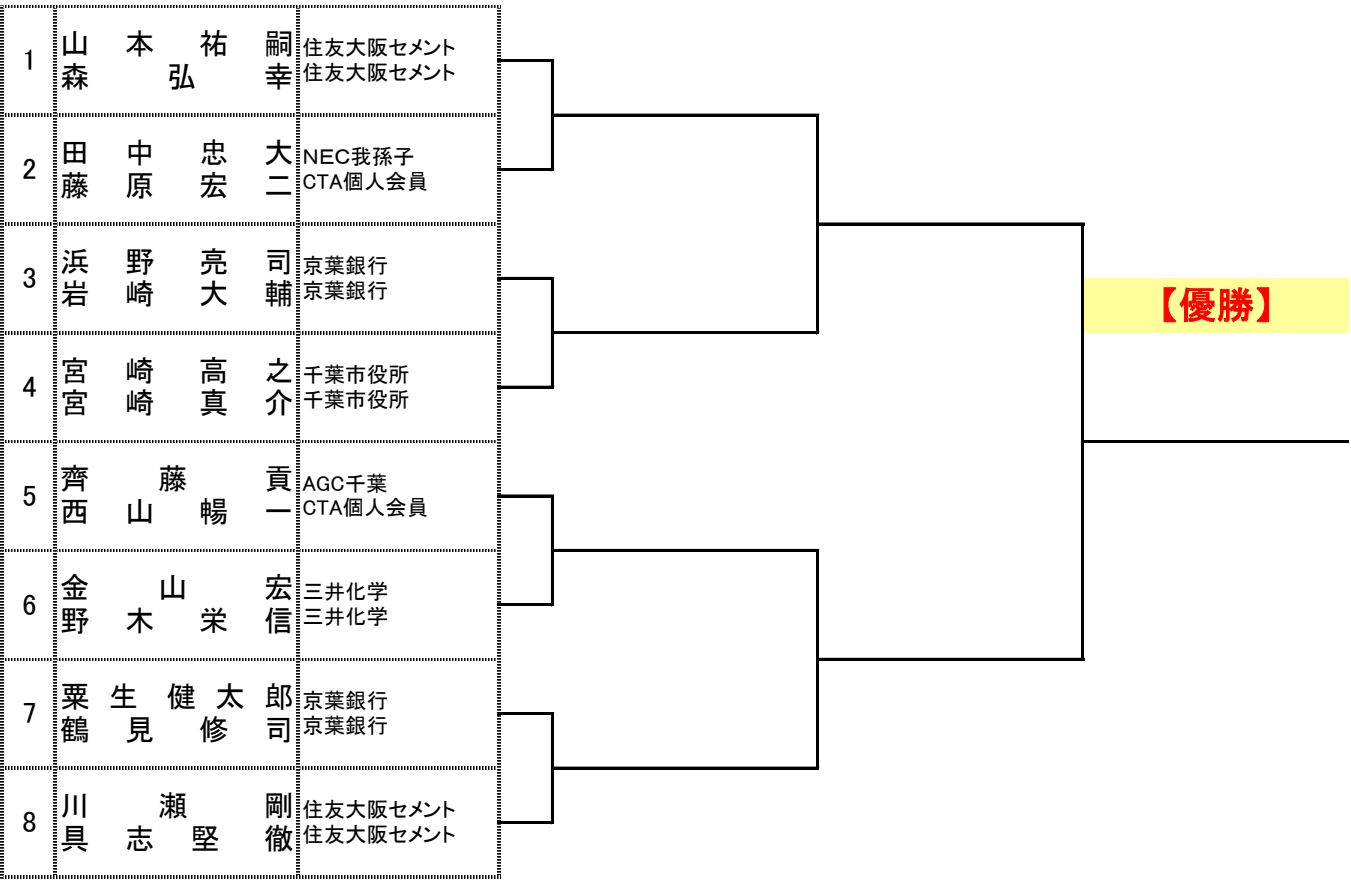 1 山本祐嗣 住友大阪セメント
森弘幸 住友大阪セメント
2 田中忠大 NEC我孫子
藤原宏二 CTA個人会員
3 浜野亮司 京葉銀行
岩崎大輔 京葉銀行
【優勝】
4 宮崎高之 千葉市役所
宮崎真介 千葉市役所
5 齊藤貢 AGC千葉
西山暢一 CTA個人会員
6 金山宏 三井化学
野木栄信 三井化学
7 粟生健太郎 京葉銀行
鶴見修司 京葉銀行
8 川瀬剛 住友大阪セメント
具志堅徹 住友大阪セメント